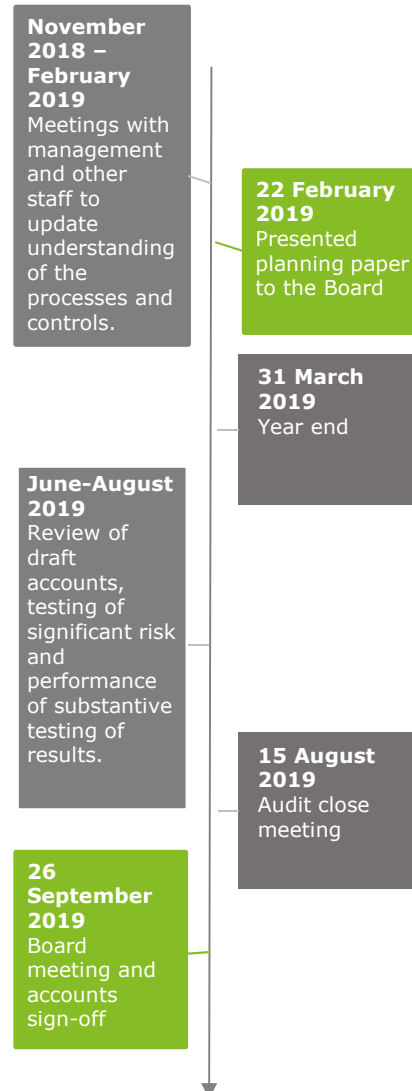 November
2018 –
February
2019
Meetings with
management
and other
staff to
update
understanding
of the
processes and
controls.
22 February
2019
Presented
planning paper
to the Board
31 March
2019
Year end
June-August
2019
Review of
draft
accounts,
testing of
significant risk
and
performance
of substantive
testing of
results.
15 August
2019
Audit close
meeting
26
September
2019
Board
meeting and
accounts
sign-off